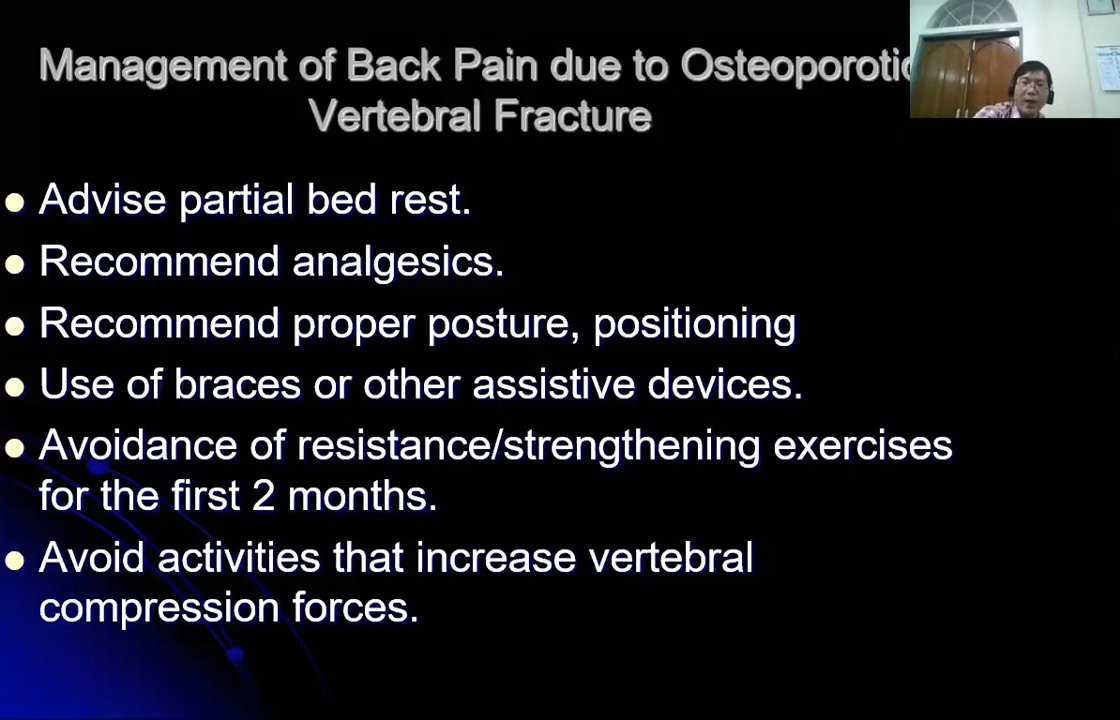 Management of Back Pain due to Osteoporotic
Vertebral Fracture
Advise partial bed rest.
Recommend analgesics.
Recommend proper posture, positioning
Use of braces or other assistive devices.
Avoidance of resistance/strengthening exercises
for the first 2 months.
Avoid activities that increase vertebral
compression forces.